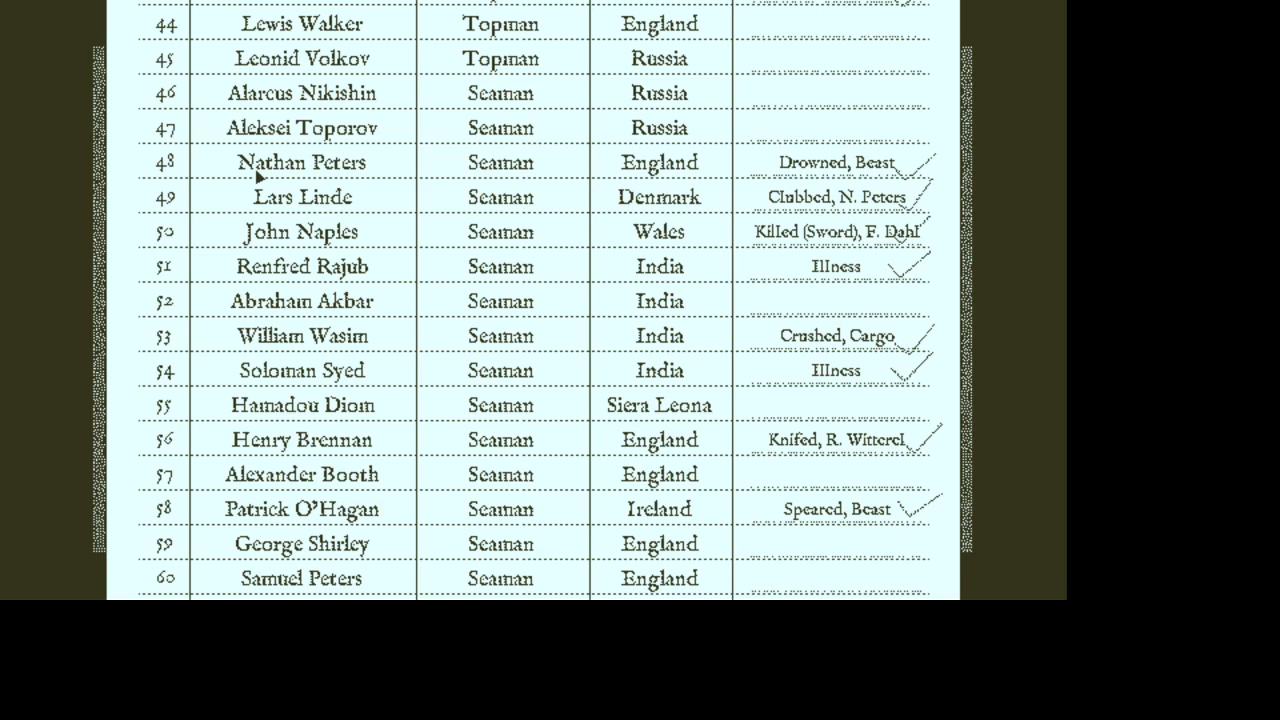 44 Lewis Walker Topman England
45 Leonid Volkov Topman Russia
46 Alarcus Nikishin Seaman Russia
47 Aleksei Toporov Seaman Russia
48 Nathan Peters Seaman England Drowned, Beast
49 Lars Linde Seaman Denmark Clubbed, N. Peters
50 John Naples Seaman Wales Killed (Sword), F. Dahl
51 Renfred Rajub Seaman India Illness
52 Abraham Akbar Seaman India
53 William Wasim Seaman India Crushed, Cargo
54 Soloman Syed Seaman India Illness
55 Hamadou Diom Seaman Siera Leona
56 Henry Brennan Seaman England Knifed, R. Witterel
57 Alexander Booth Seaman England
58 Patrick O'Hagan Seaman Ireland Speared, Beast
59 George Shirley Seaman England
60 Samuel Peters Seaman England